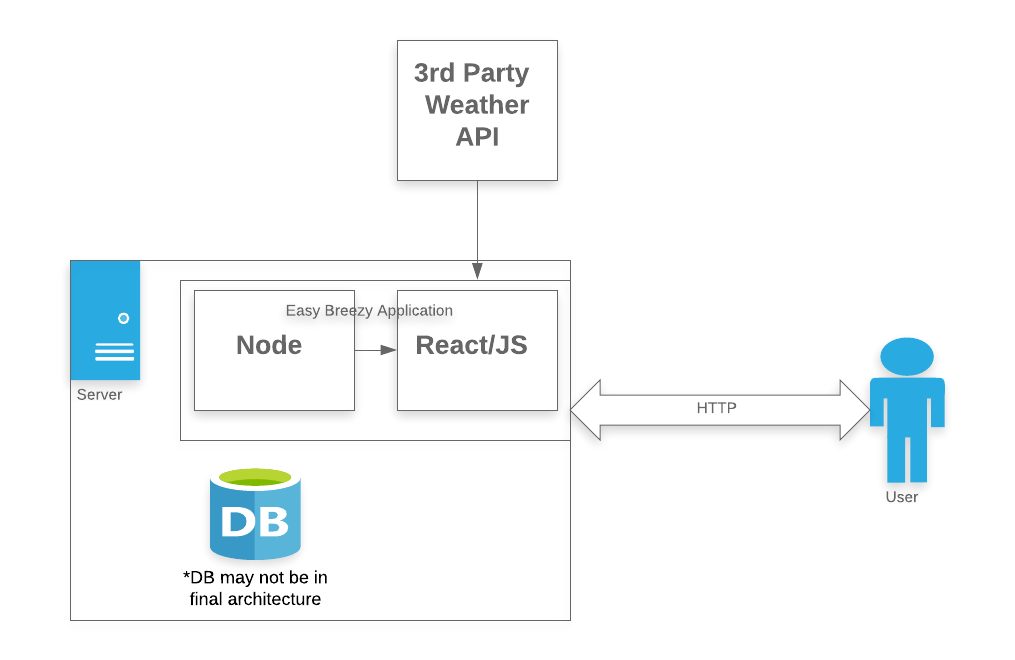 3rd Party
Weather
API
Easy Breezy Application
Node
React/JS
Server
HTTP
User
DB
*DB may not be in
final architecture